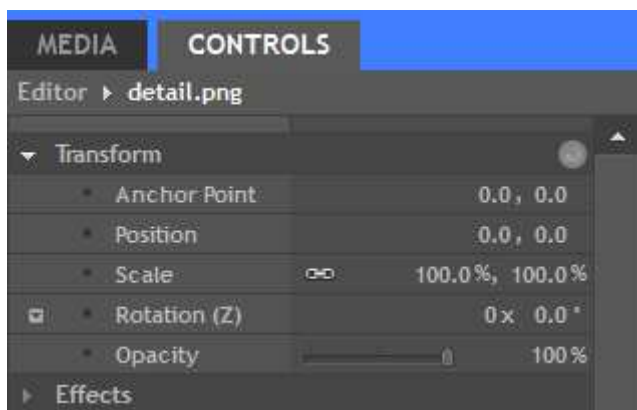 MEDIA CONTROLS
Editor detail.png
Transform
Anchor Point 0.0, 0.0
Position 0.0, 0.0
Scale 100.0%, 100.0%
Rotation (Z) 0x 0.0°
Opacity 100%
Effects